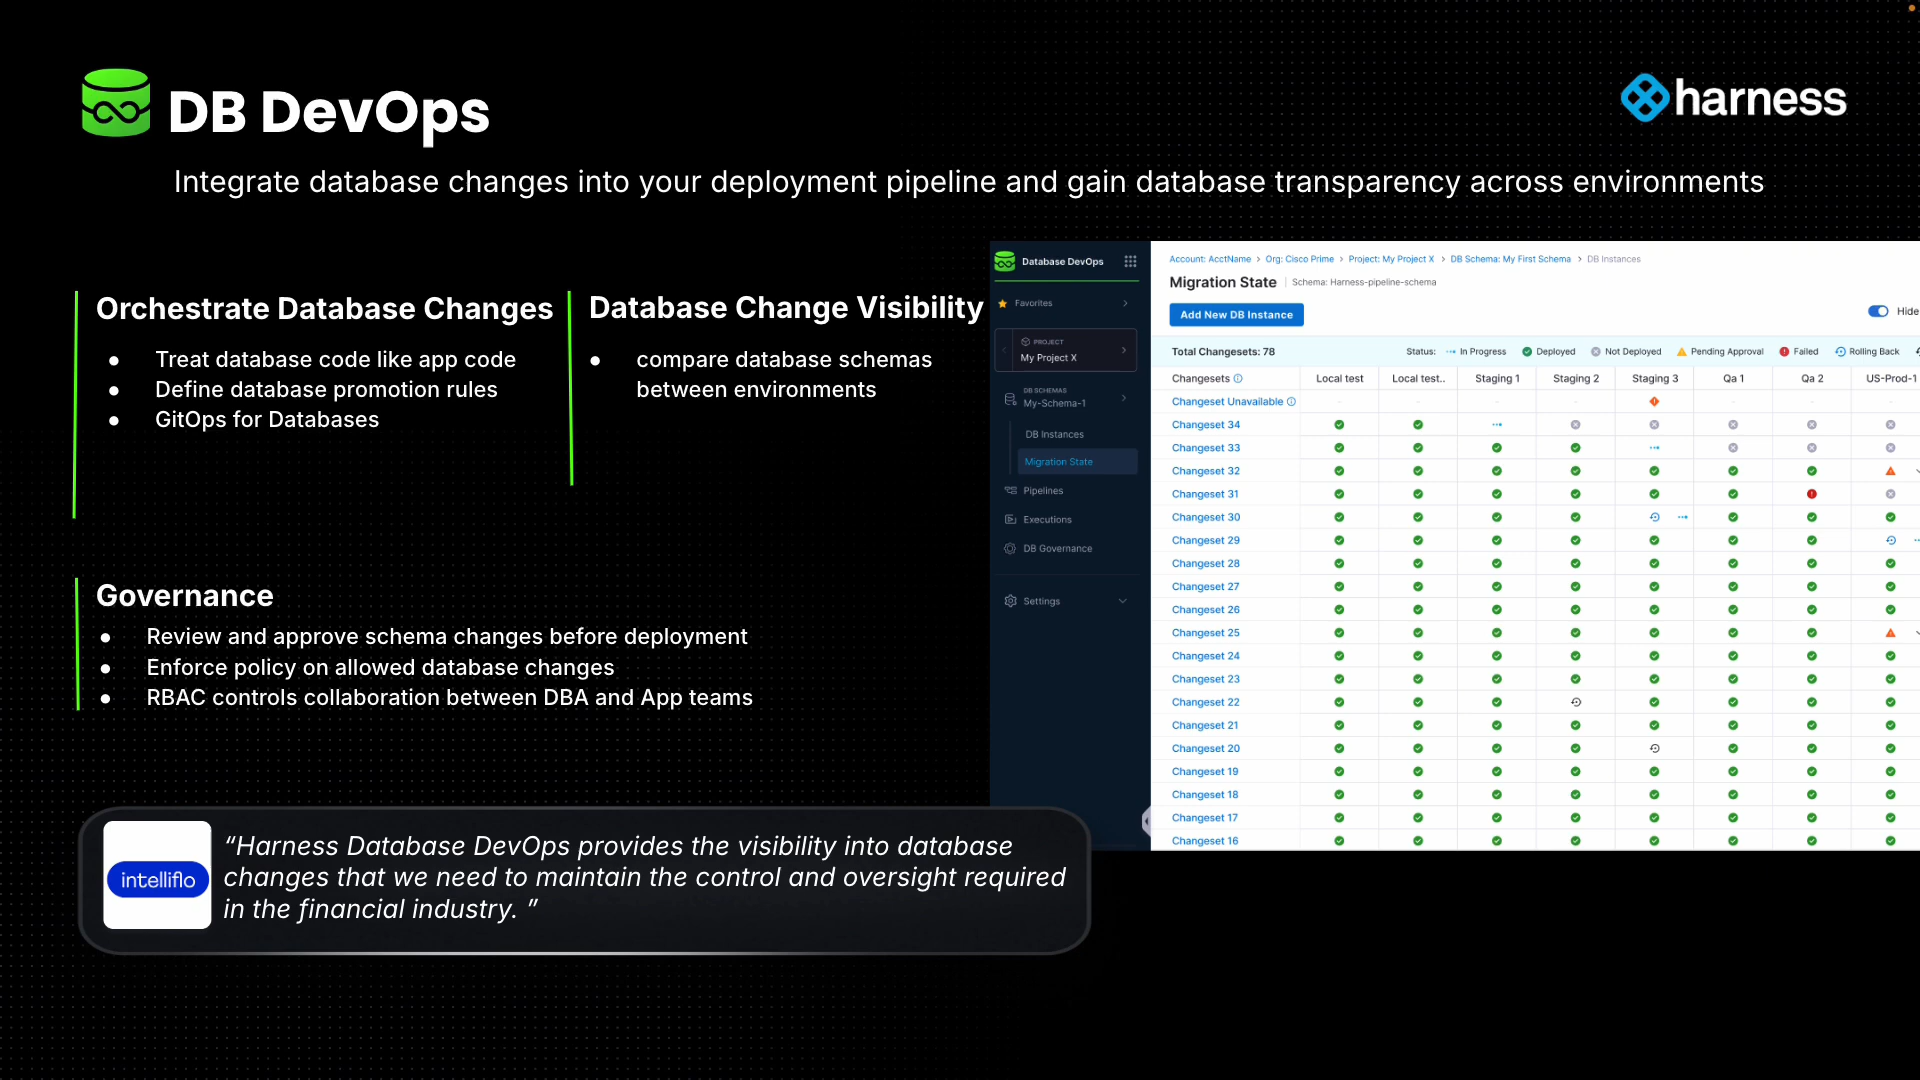 DB DevOps
harness
Integrate database changes into your deployment pipeline and gain database transparency across environments
Orchestrate Database Changes
● Treat database code like app code
● Define database promotion rules
● GitOps for Databases
Database Change Visibility
● compare database schemas
between environments
Governance
● Review and approve schema changes before deployment
● Enforce policy on allowed database changes
● RBAC controls collaboration between DBA and App teams
intelliflo
“Harness Database DevOps provides the visibility into database
changes that we need to maintain the control and oversight required
in the financial industry. ”
Database DevOps
Favorites
PROJECT
My Project X
DB SCHEMAS
My-Schema-1
DB Instances
Migration State
Pipelines
Executions
DB Governance
Settings
Account: AcctName > Org: Cisco Prime > Project: My Project X > DB Schema: My First Schema > DB Instances
Migration State | Schema: Harness-pipeline-schema
Add New DB Instance
Hide
Total Changesets: 78 Status: In Progress Deployed Not Deployed Pending Approval Failed Rolling Back
Changesets Local test Local test.. Staging 1 Staging 2 Staging 3 Qa 1 Qa 2 US-Prod-1
Changeset Unavailable
Changeset 34
Changeset 33
Changeset 32
Changeset 31
Changeset 30
Changeset 29
Changeset 28
Changeset 27
Changeset 26
Changeset 25
Changeset 24
Changeset 23
Changeset 22
Changeset 21
Changeset 20
Changeset 19
Changeset 18
Changeset 17
Changeset 16